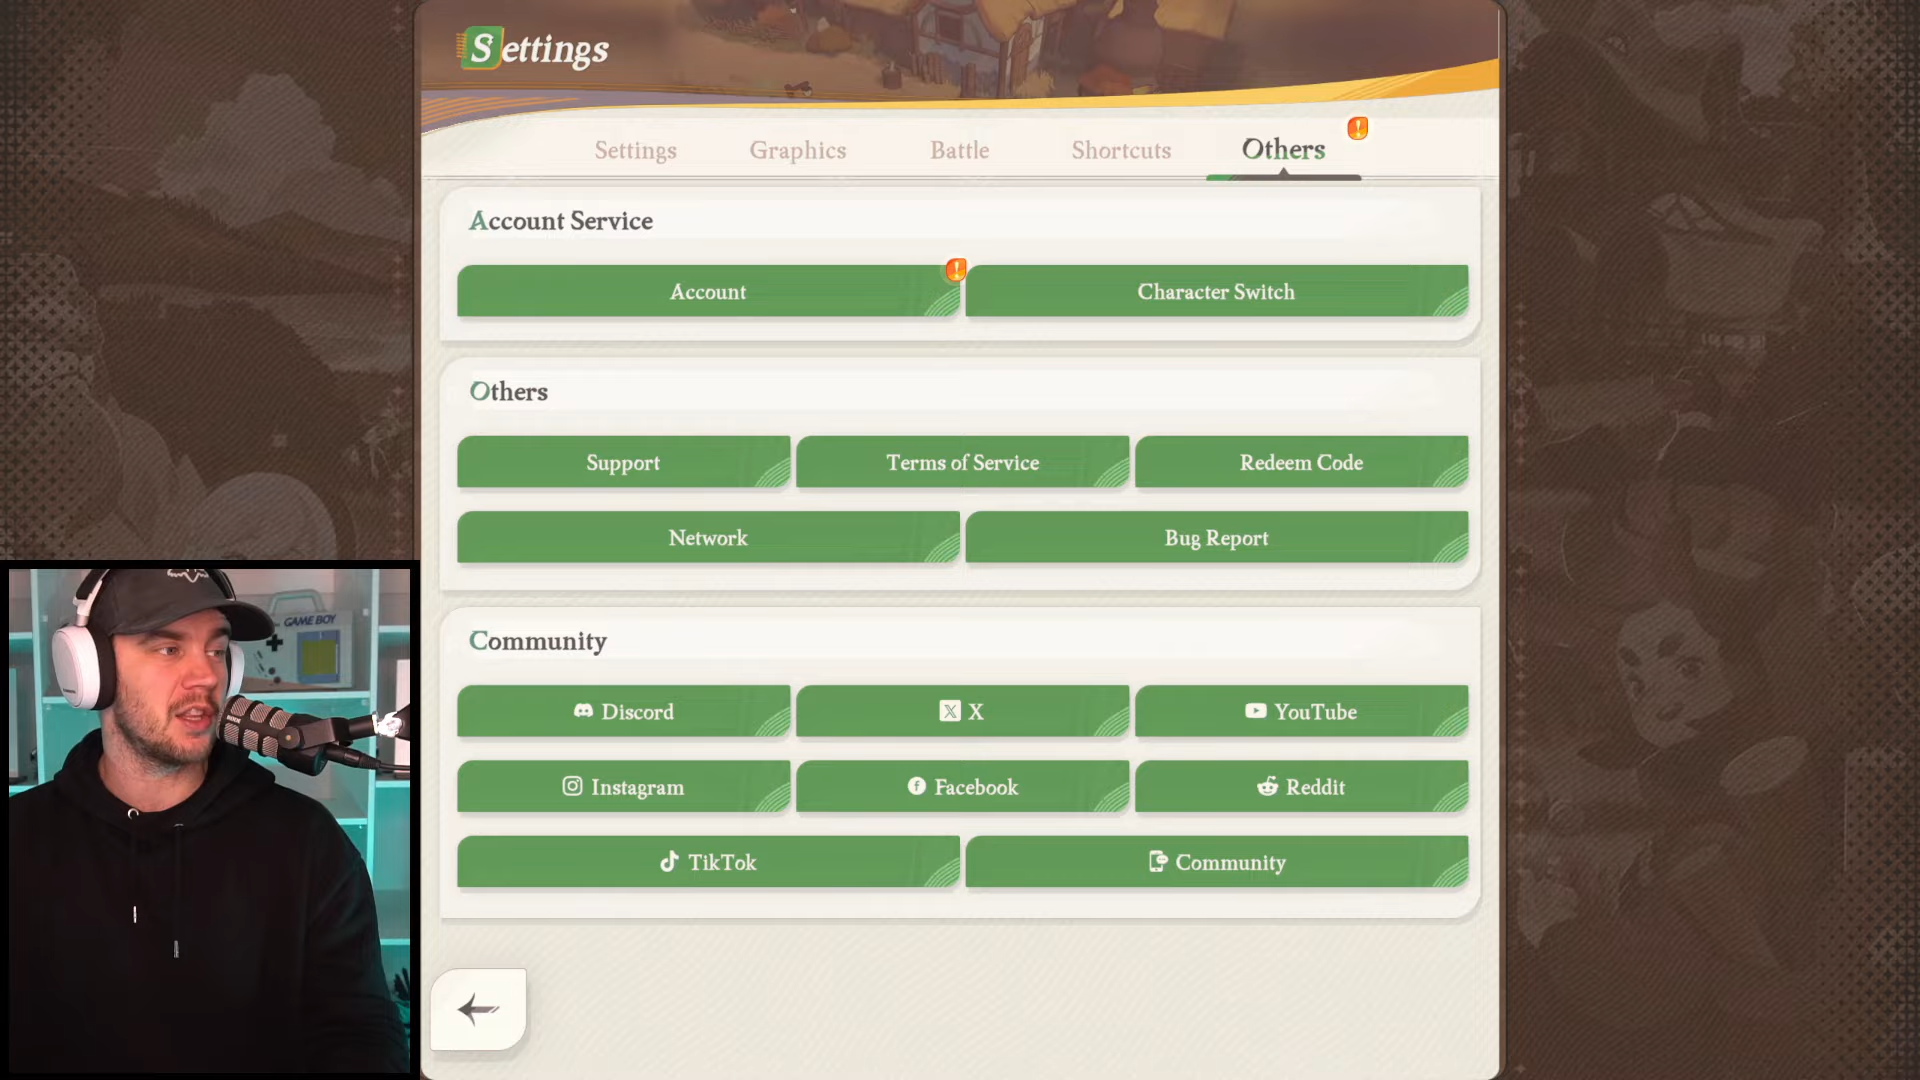 Settings
Settings Graphics Battle Shortcuts Others
Account Service
Account Character Switch
Others
Support Terms of Service Redeem Code
Network Bug Report
Community
Discord X YouTube
Instagram Facebook Reddit
TikTok Community
GAME BOY